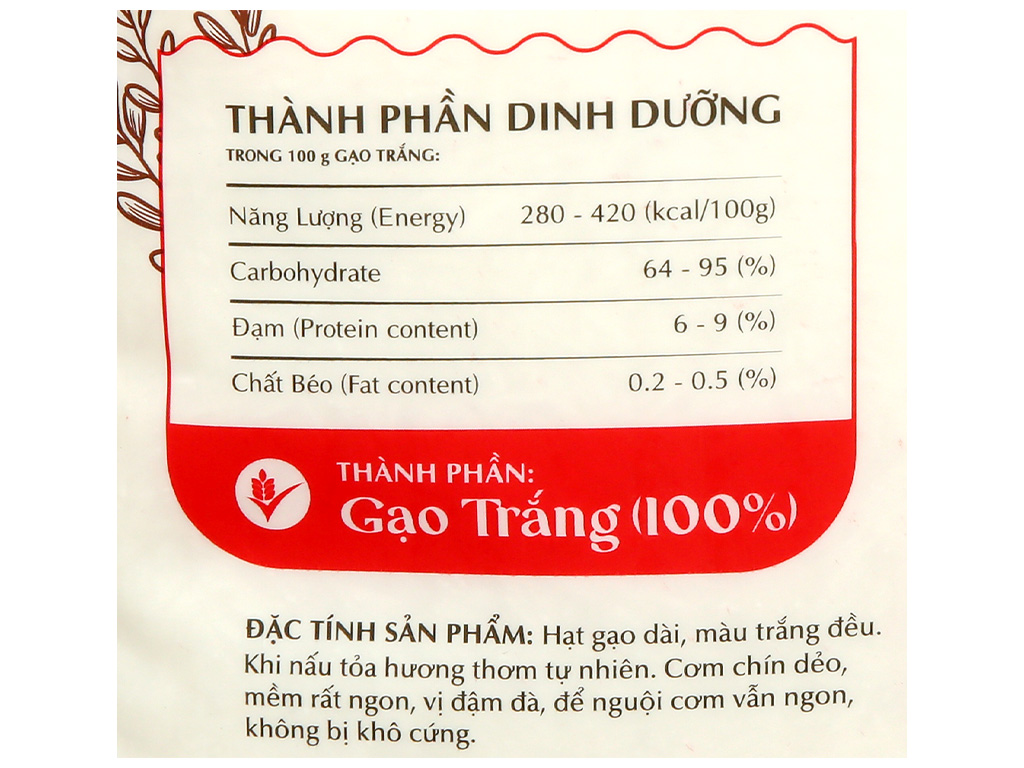 THÀNH PHẦN DINH DƯỠNG
TRONG 100 g GẠO TRẮNG:
Năng Lượng (Energy) 280 - 420 (kcal/100g)
Carbohydrate 64 - 95 (%)
Đạm (Protein content) 6 - 9 (%)
Chất Béo (Fat content) 0.2 - 0.5 (%)
THÀNH PHẦN:
Gạo Trắng (100%)
ĐẶC TÍNH SẢN PHẨM: Hạt gạo dài, màu trắng đều.
Khi nấu tỏa hương thơm tự nhiên. Cơm chín dẻo,
mềm rất ngon, vị đậm đà, để nguội cơm vẫn ngon,
không bị khô cứng.